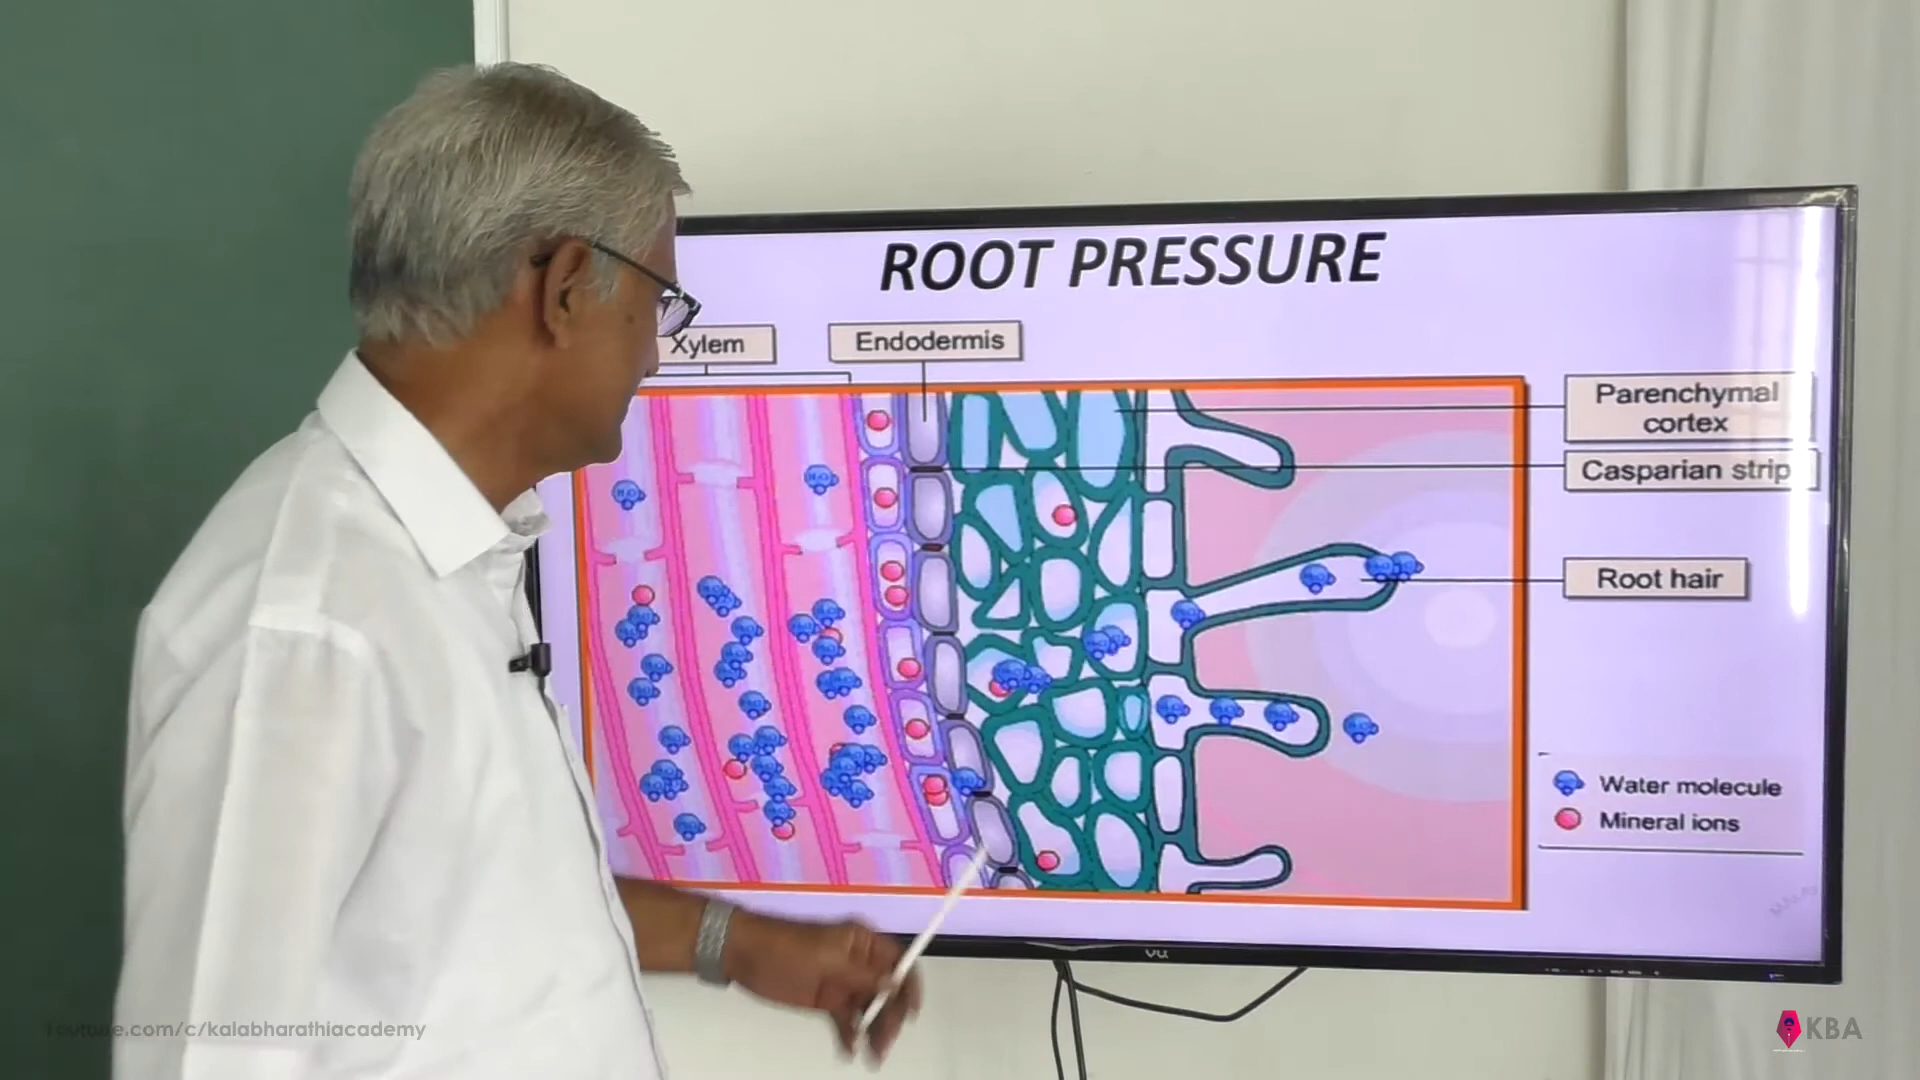 ROOT PRESSURE
Xylem
Endodermis
Parenchymal
cortex
Casparian strip
Root hair
Water molecule
Mineral ions
Youtube.com/c/kalabharathiacademy
KBA